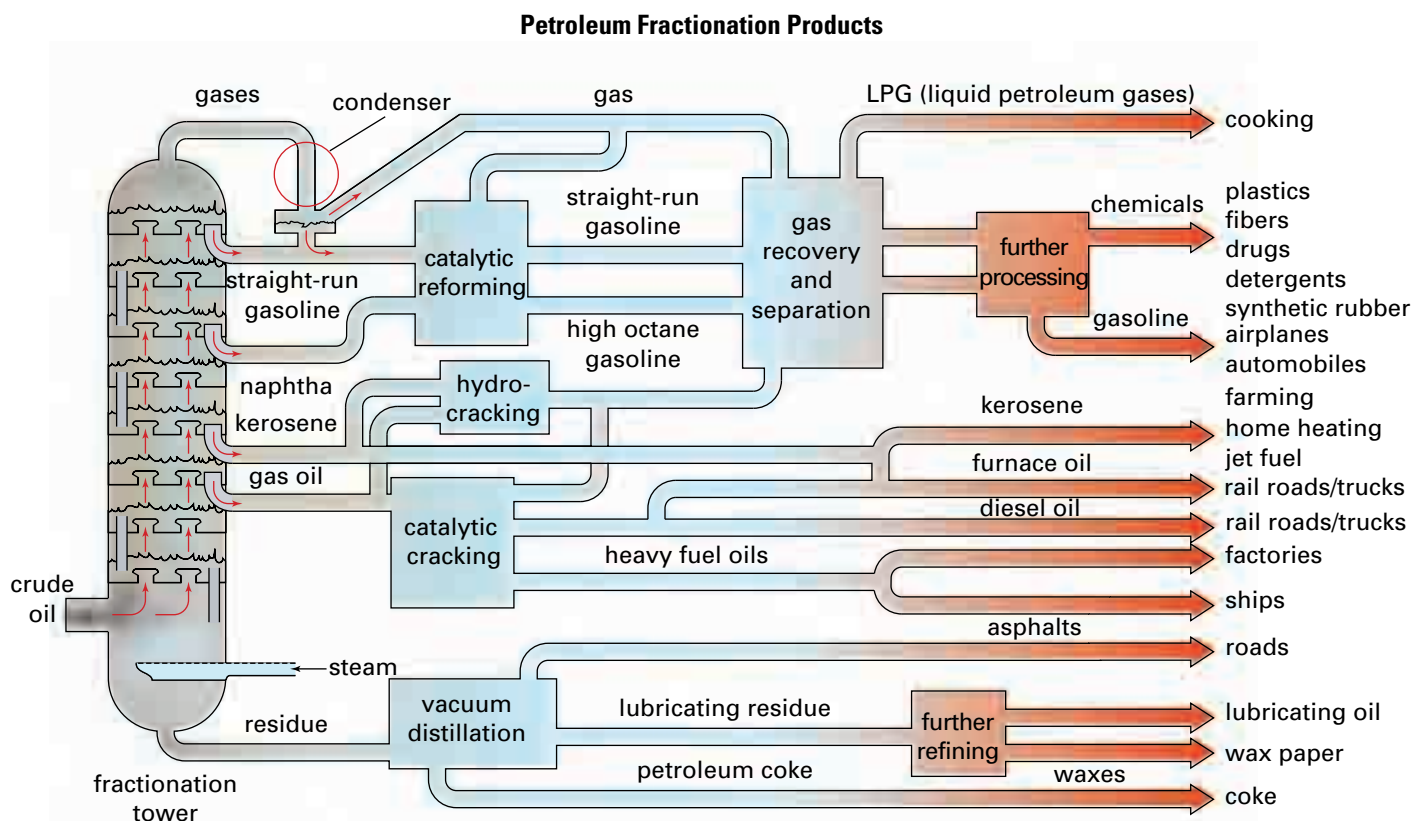 Petroleum Fractionation Products
gases
condenser
gas
LPG (liquid petroleum gases)
cooking
straight-run
gasoline
catalytic
reforming
straight-run
gasoline
high octane
gasoline
gas
recovery
and
separation
further
processing
chemicals
plastics
fibers
drugs
detergents
synthetic rubber
gasoline
airplanes
automobiles
farming
naphtha
hydro-
cracking
kerosene
kerosene
home heating
jet fuel
gas oil
furnace oil
rail roads/trucks
catalytic
cracking
diesel oil
rail roads/trucks
heavy fuel oils
factories
ships
crude
oil
steam
asphalts
roads
residue
vacuum
distillation
lubricating residue
further
refining
lubricating oil
wax paper
petroleum coke
waxes
coke
fractionation
tower